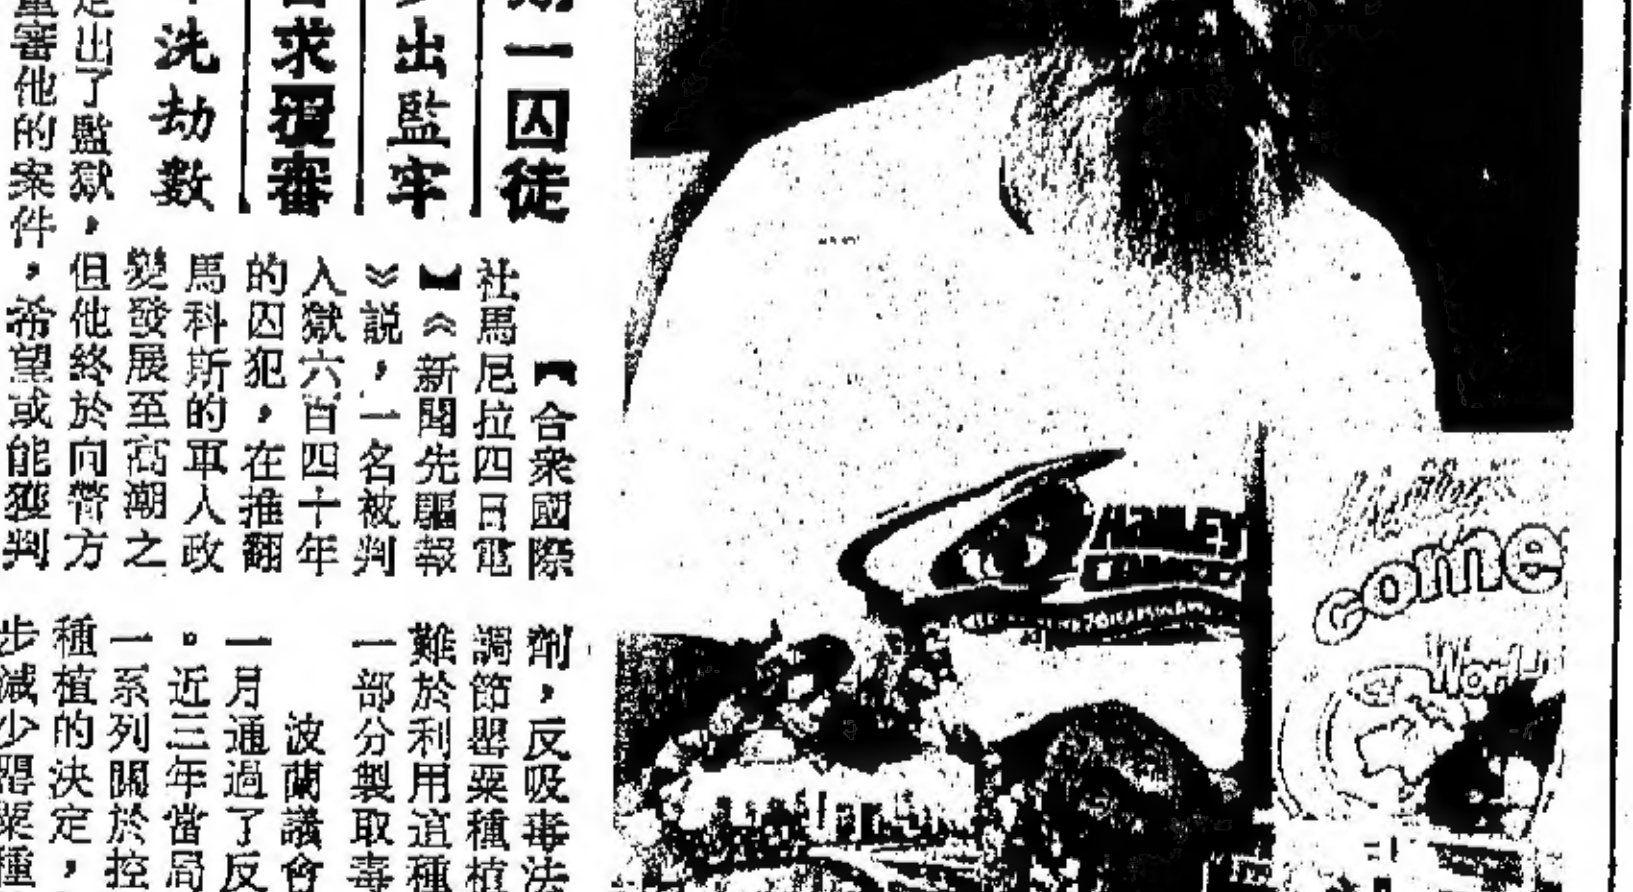 一囚徒
出監牢
求覆審
洗劫數
【合衆國際
社馬尼拉四日電
】《新聞先驅報
》説，一名被判
入獄六百四十年
的囚犯，在推翻
馬科斯的軍人政
變發展至高潮之
出了監獄，但他終於向警方
重審他的案件，希望或能獲判
劑，反吸毒法
調節罌粟種植
難於利用這種
一部分製取毒
波蘭議會
一月通過了反
。近三年當局
一系列關於控
種植的決定，
步減少罌粟種
HALLEY
COMET
Come